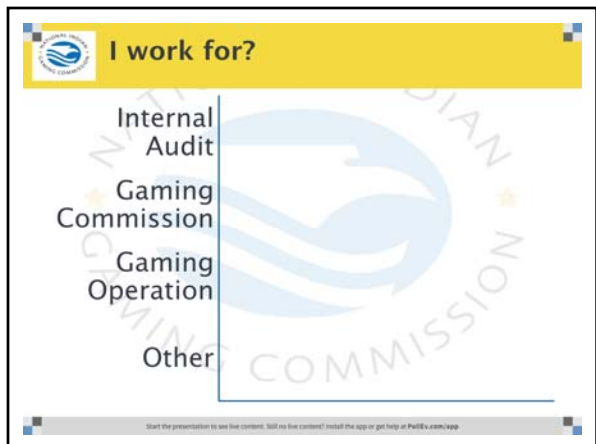 I work for?
NATIONAL INDIAN
GAMING COMMISSION
Internal
Audit
Gaming
Commission
Gaming
Operation
Other
Start the presentation to see live content. Still no live content? Install the app or get help at PollEv.com/app